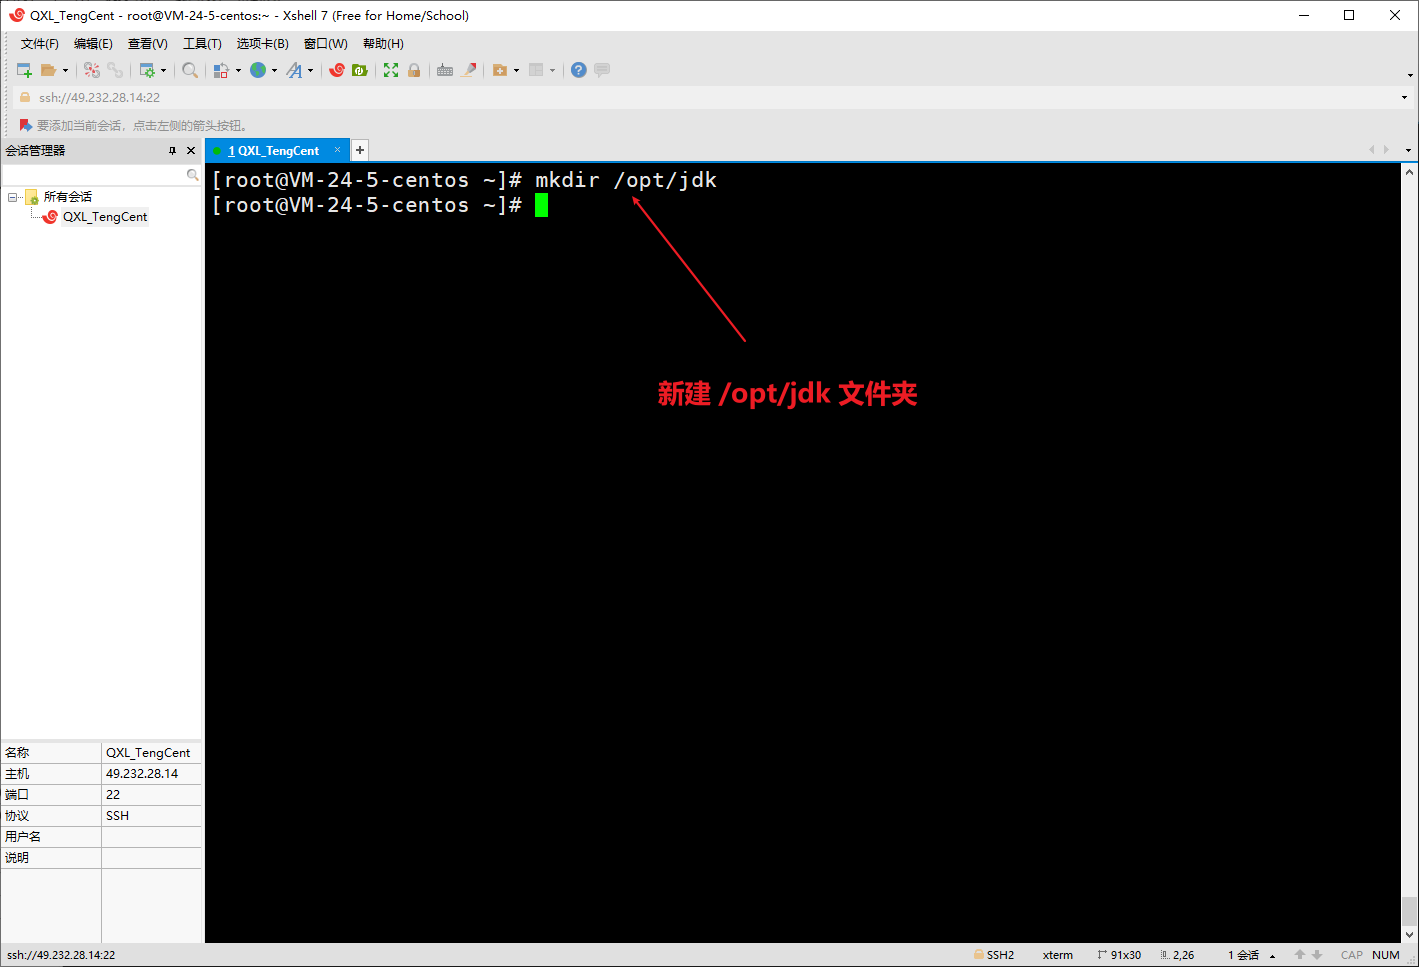 QXL_TengCent - root@VM-24-5-centos:~ - Xshell 7 (Free for Home/School)
文件(F) 编辑(E) 查看(V) 工具(T) 选项卡(B) 窗口(W) 帮助(H)
ssh://49.232.28.14:22
要添加当前会话，点击左侧的箭头按钮。
会话管理器
1 QXL_TengCent
所有会话
QXL_TengCent
[root@VM-24-5-centos ~]# mkdir /opt/jdk
[root@VM-24-5-centos ~]#
新建 /opt/jdk 文件夹
名称 QXL_TengCent
主机 49.232.28.14
端口 22
协议 SSH
用户名
说明
ssh://49.232.28.14:22 SSH2 xterm 91x30 2,26 1 会话 CAP NUM